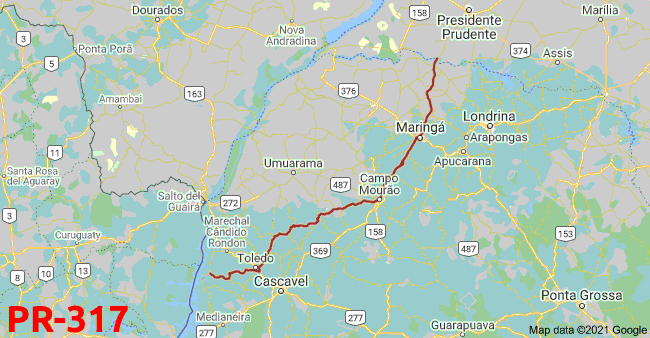 Dourados
158
Presidente
Prudente
Marília
Nova
Andradina
3
Ponta Porã
5
374
Assis
163
376
Amambai
Londrina
Maringá
Arapongas
11
Umuarama
Apucarana
Santa Rosa
del Aguaray
Campo
Mourão
487
Salto del
Guairá
272
3
Marechal
Cândido
Rondon
158
153
Curuguaty
369
487
8
10
13
Toledo
Cascavel
277
Ponta Grossa
PR-317
Medianeira
277
Guarapuava
Map data ©2021 Google